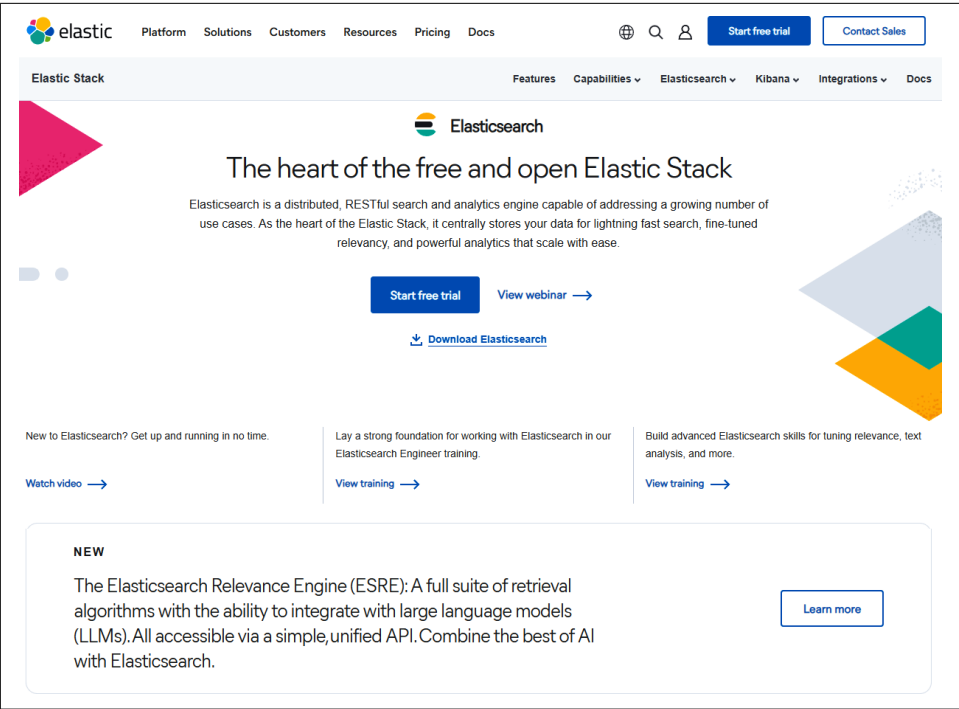 elastic
Platform Solutions Customers Resources Pricing Docs
Start free trial
Contact Sales
Elastic Stack
Features Capabilities Elasticsearch Kibana Integrations Docs
Elasticsearch
The heart of the free and open Elastic Stack
Elasticsearch is a distributed, RESTful search and analytics engine capable of addressing a growing number of
use cases. As the heart of the Elastic Stack, it centrally stores your data for lightning fast search, fine-tuned
relevancy, and powerful analytics that scale with ease.
Start free trial
View webinar
Download Elasticsearch
New to Elasticsearch? Get up and running in no time.
Watch video
Lay a strong foundation for working with Elasticsearch in our
Elasticsearch Engineer training.
View training
Build advanced Elasticsearch skills for tuning relevance, text
analysis, and more.
View training
NEW
The Elasticsearch Relevance Engine (ESRE): A full suite of retrieval
algorithms with the ability to integrate with large language models
(LLMs). All accessible via a simple, unified API. Combine the best of AI
with Elasticsearch.
Learn more